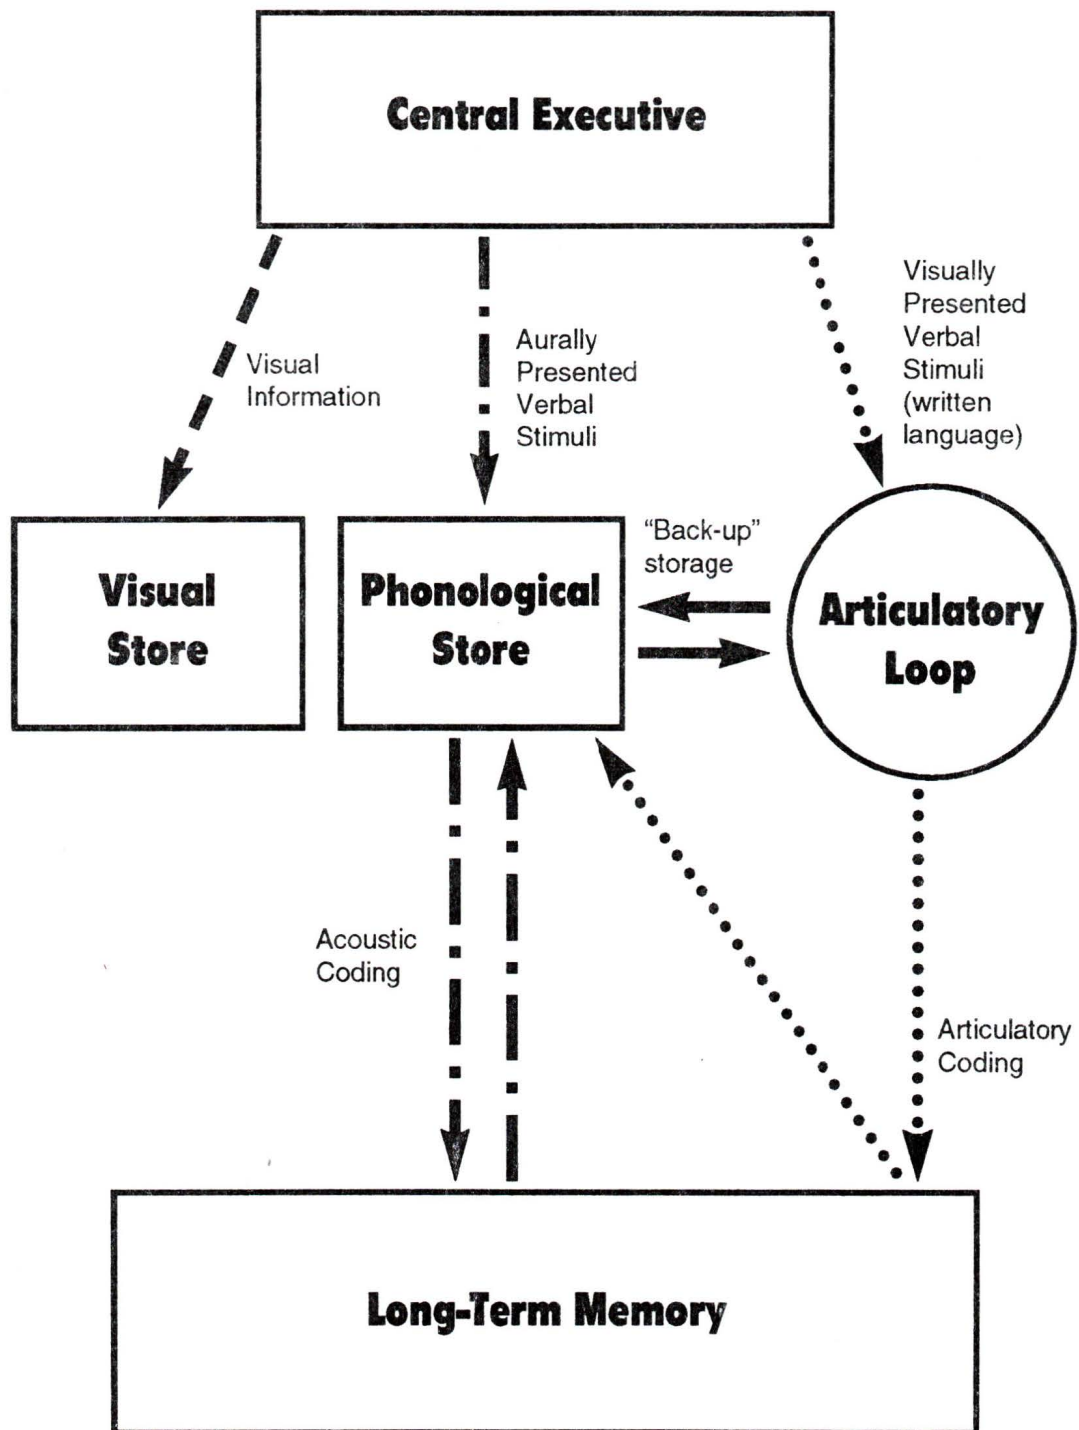 Central Executive
Visual
Information
Aurally
Presented
Verbal
Stimuli
Visually
Presented
Verbal
Stimuli
(written
language)
Visual
Store
Phonological
Store
“Back-up”
storage
Articulatory
Loop
Acoustic
Coding
Articulatory
Coding
Long-Term Memory